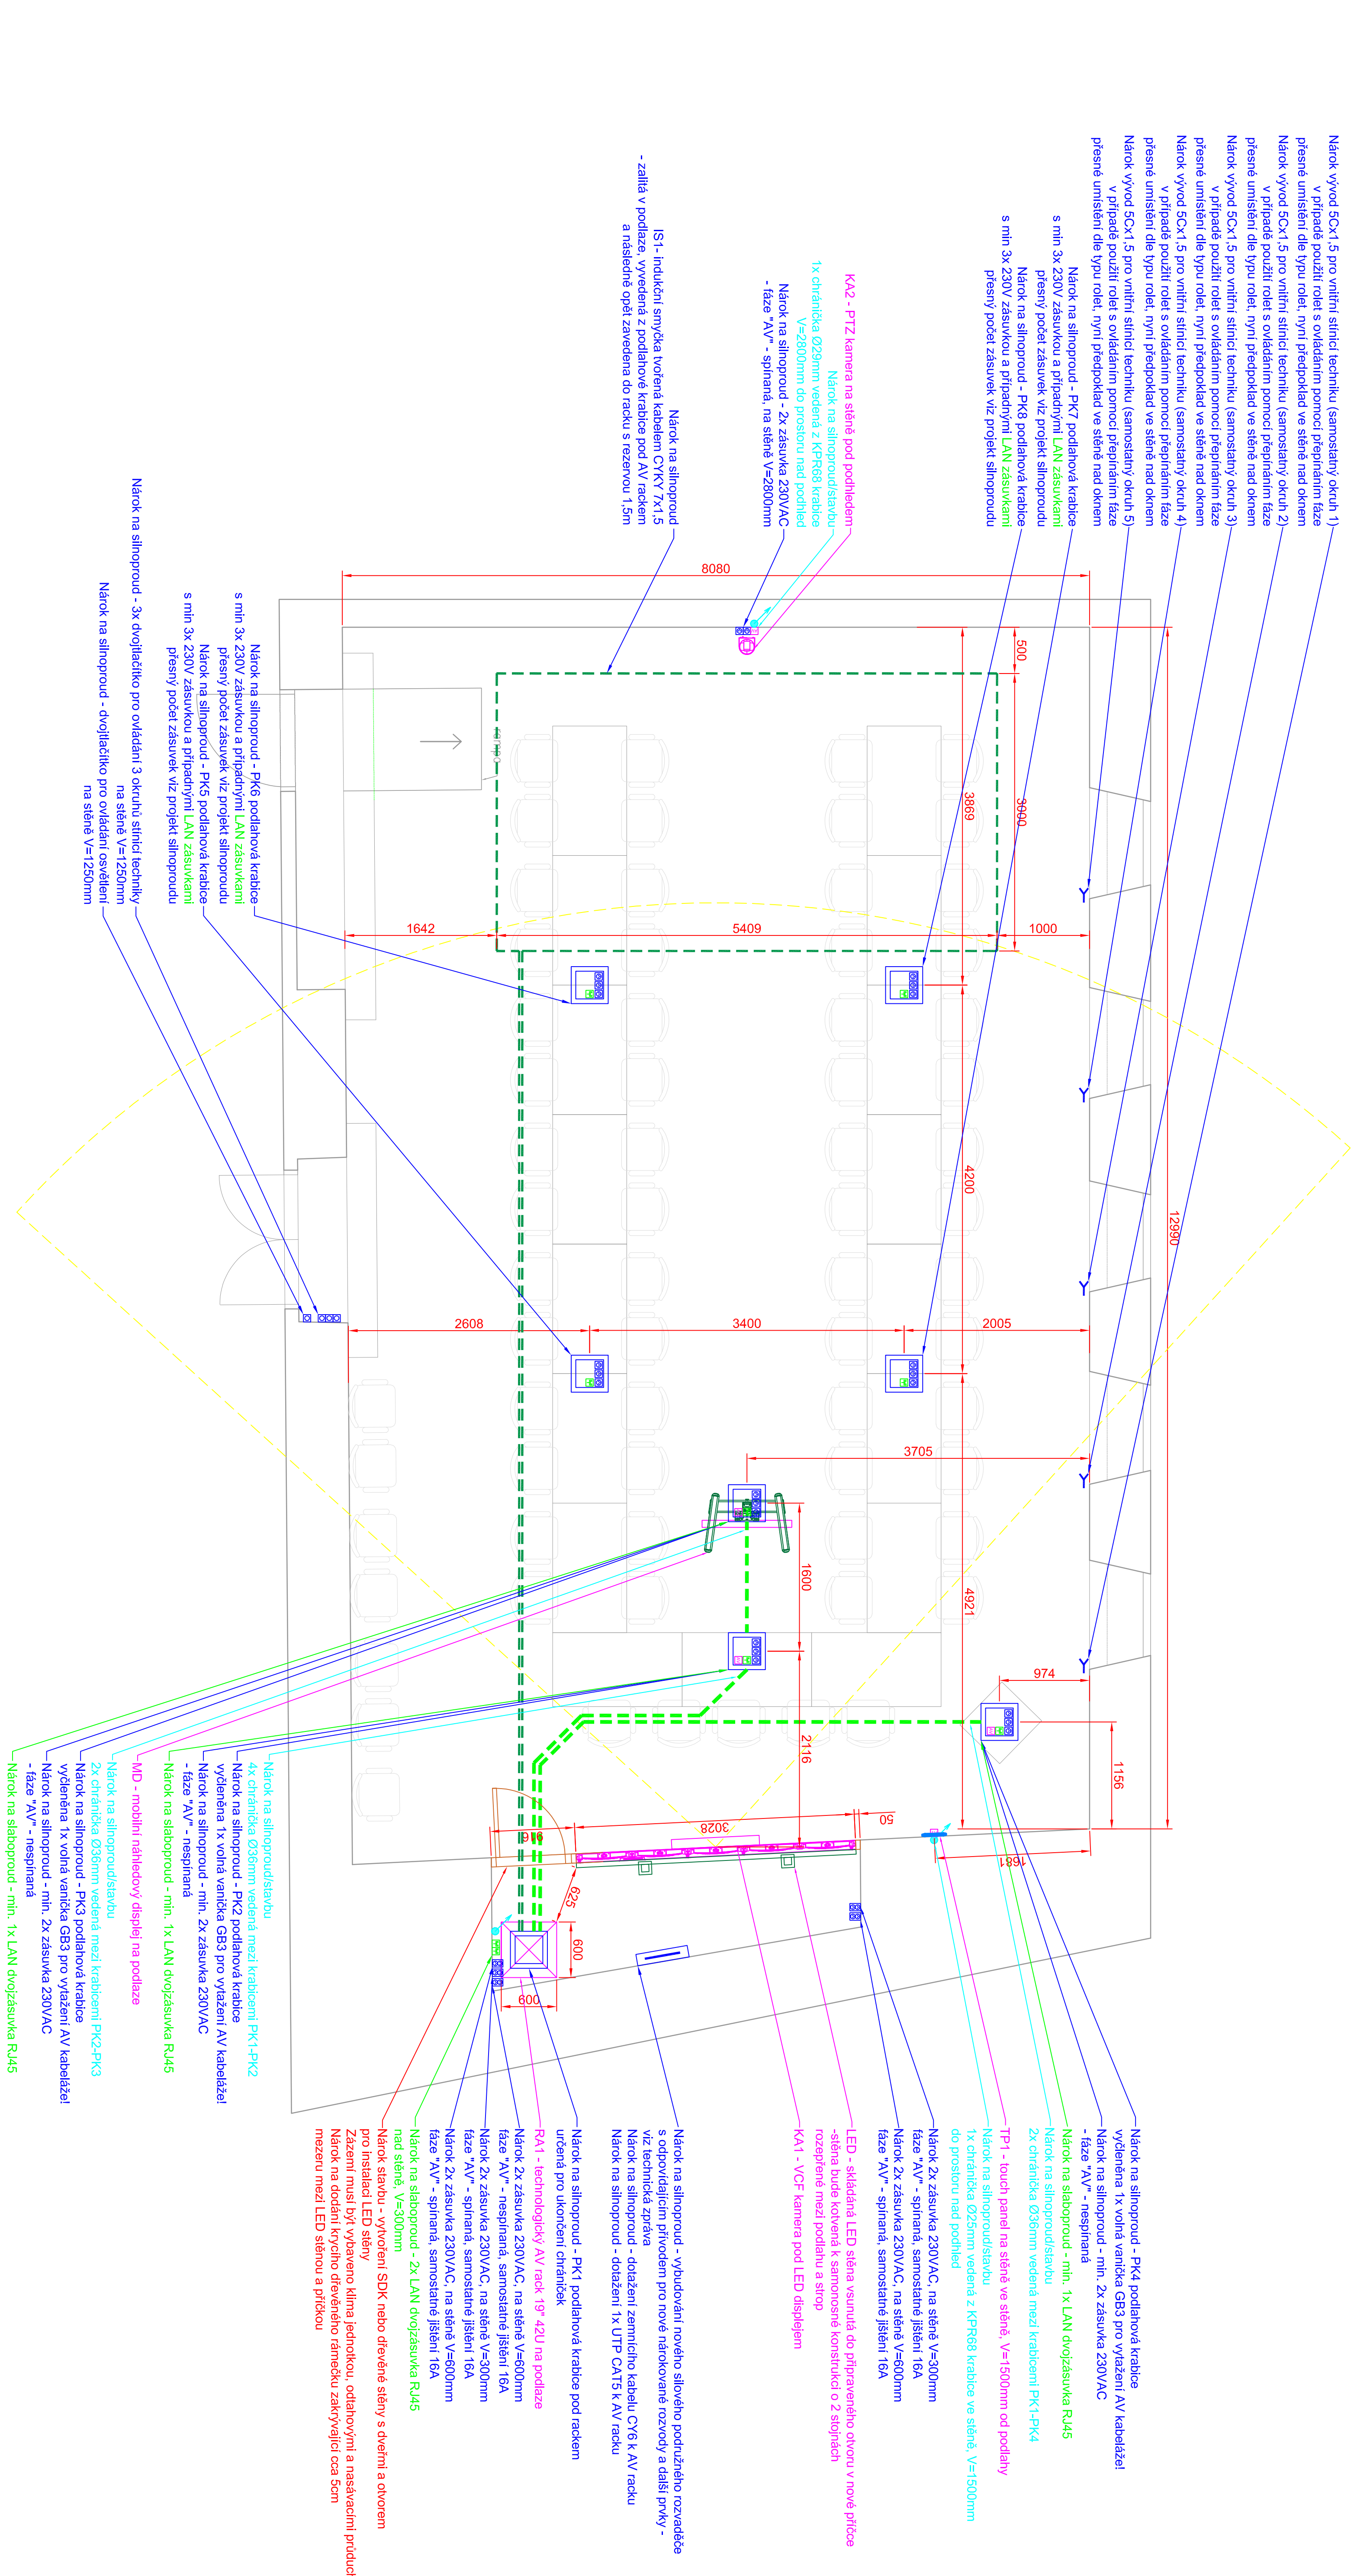 Nárok vývod 5Cx1,5 pro vnitřní stínicí techniku (samostatný okruh 1)
v případě použití rolet s ovládáním pomocí přepínáním fáze
přesné umístění dle typu rolet, nyní předpoklad ve stěně nad oknem
Nárok vývod 5Cx1,5 pro vnitřní stínicí techniku (samostatný okruh 2)
v případě použití rolet s ovládáním pomocí přepínáním fáze
přesné umístění dle typu rolet, nyní předpoklad ve stěně nad oknem
Nárok vývod 5Cx1,5 pro vnitřní stínicí techniku (samostatný okruh 3)
v případě použití rolet s ovládáním pomocí přepínáním fáze
přesné umístění dle typu rolet, nyní předpoklad ve stěně nad oknem
Nárok vývod 5Cx1,5 pro vnitřní stínicí techniku (samostatný okruh 4)
v případě použití rolet s ovládáním pomocí přepínáním fáze
přesné umístění dle typu rolet, nyní předpoklad ve stěně nad oknem
Nárok vývod 5Cx1,5 pro vnitřní stínicí techniku (samostatný okruh 5)
v případě použití rolet s ovládáním pomocí přepínáním fáze
přesné umístění dle typu rolet, nyní předpoklad ve stěně nad oknem
Nárok na silnoproud - PK7 podlahová krabice
s min 3x 230V zásuvkou a případnými LAN zásuvkami
přesný počet zásuvek viz projekt silnoproudu
Nárok na silnoproud - PK8 podlahová krabice
s min 3x 230V zásuvkou a případnými LAN zásuvkami
přesný počet zásuvek viz projekt silnoproudu
KA2 - PTZ kamera na stěně pod podhledem
Nárok na silnoproud/stavbu
1x chránička Ø29mm vedená z KPR68 krabice
V=2800mm do prostoru nad podhled
Nárok na silnoproud - 2x zásuvka 230VAC
- fáze "AV" - spínaná, na stěně V=2800mm
Nárok na silnoproud
IS1- indukční smyčka tvořená kabelem CYKY 7x1,5
- zalitá v podlaze, vyvedená z podlahové krabice pod AV rackem
a následně opět zavedena do racku s rezervou 1,5m
Nárok na silnoproud - PK6 podlahová krabice
s min 3x 230V zásuvkou a případnými LAN zásuvkami
přesný počet zásuvek viz projekt silnoproudu
Nárok na silnoproud - PK5 podlahová krabice
s min 3x 230V zásuvkou a případnými LAN zásuvkami
přesný počet zásuvek viz projekt silnoproudu
Nárok na silnoproud - 3x dvojtlačítko pro ovládání 3 okruhů stínicí techniky
na stěně V=1250mm
Nárok na silnoproud - dvojtlačítko pro ovládání osvětlení
na stěně V=1250mm
8080
500
3000
3869
12990
1000
5409
1642
rampa
4200
2005
3400
2608
3705
1600
4921
974
1156
2116
50
3028
916
1681
625
600
600
Y
Y
Y
Y
Y
Nárok na silnoproud - PK4 podlahová krabice
vyčleněna 1x volná vanička GB3 pro vytažení AV kabeláže!
Nárok na silnoproud - min. 2x zásuvka 230VAC
- fáze "AV" - nespínaná
Nárok na slaboproud - min. 1x LAN dvojzásuvka RJ45
Nárok na silnoproud/stavbu
2x chránička Ø36mm vedená mezi krabicemi PK1-PK4
TP1 - touch panel na stěně ve stěně, V=1500mm od podlahy
Nárok na silnoproud/stavbu
1x chránička Ø25mm vedená z KPR68 krabice ve stěně, V=1500mm
do prostoru nad podhled
Nárok 2x zásuvka 230VAC, na stěně V=300mm
fáze "AV" - spínaná, samostatné jištění 16A
Nárok 2x zásuvka 230VAC, na stěně V=600mm
fáze "AV" - spínaná, samostatné jištění 16A
LED - skládáná LED stěna vsunutá do připraveného otvoru v nové příčce
-stěna bude kotvená k samonosné konstrukci o 2 stojnách
rozepřené mezi podlahu a strop
KA1 - VCF kamera pod LED displejem
Nárok na silnoproud - vybudování nového silového podružného rozvaděče
s odpovídajícím přívodem pro nové nárokované rozvody a další prvky -
viz technická zpráva
Nárok na silnoproud - dotažení zemnícího kabelu CY6 k AV racku
Nárok na silnoproud - dotažení 1x UTP CAT5 k AV racku
Nárok na silnoproud - PK1 podlahová krabice pod rackem
určená pro ukončení chrániček
RA1 - technologický AV rack 19" 42U na podlaze
Nárok 2x zásuvka 230VAC, na stěně V=600mm
fáze "AV" - nespínaná, samostatné jištění 16A
Nárok 2x zásuvka 230VAC, na stěně V=300mm
fáze "AV" - spínaná, samostatné jištění 16A
Nárok 2x zásuvka 230VAC, na stěně V=600mm
fáze "AV" - spínaná, samostatné jištění 16A
Nárok na slaboproud - 2x LAN dvojzásuvka RJ45
nad stěně, V=300mm
Nárok stavbu - vytvoření SDK nebo dřevěné stěny s dveřmi a otvorem
pro instalaci LED stěny
Zázemí musí být vybaveno klima jednotkou, odtahovými a nasávacími
Nárok na dodání krycího dřevěného rámečku zakrývající cca 5cm
mezeru mezi LED stěnou a příčkou
Nárok na silnoproud/stavbu
4x chránička Ø36mm vedená mezi krabicemi PK1-PK2
Nárok na silnoproud - PK2 podlahová krabice
vyčleněna 1x volná vanička GB3 pro vytažení AV kabeláže!
Nárok na silnoproud - min. 2x zásuvka 230VAC
- fáze "AV" - nespínaná
Nárok na slaboproud - min. 1x LAN dvojzásuvka RJ45
MD - mobilní náhledový displej na podlaze
Nárok na silnoproud/stavbu
2x chránička Ø36mm vedená mezi krabicemi PK2-PK3
Nárok na silnoproud - PK3 podlahová krabice
vyčleněna 1x volná vanička GB3 pro vytažení AV kabeláže!
Nárok na silnoproud - min. 2x zásuvka 230VAC
- fáze "AV" - nespínaná
Nárok na slaboproud - min. 1x LAN dvojzásuvka RJ45